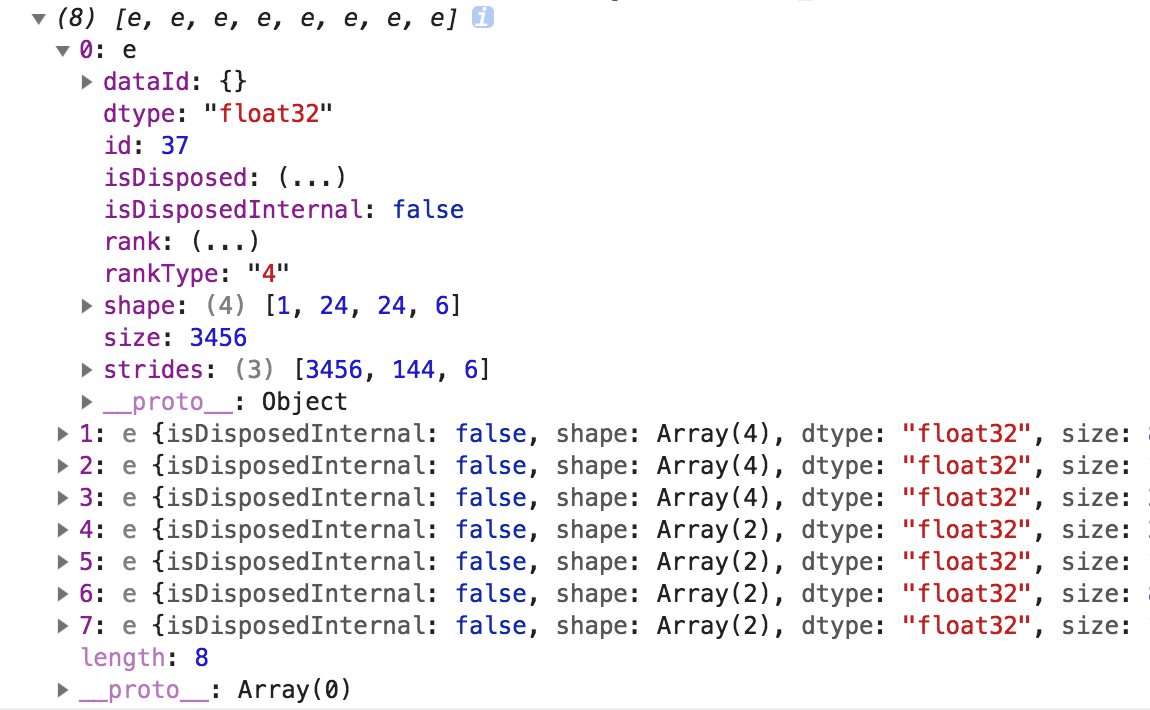 (8) [e, e, e, e, e, e, e, e] i
0: e
dataId: {}
dtype: "float32"
id: 37
isDisposed: (...)
isDisposedInternal: false
rank: (...)
rankType: "4"
shape: (4) [1, 24, 24, 6]
size: 3456
strides: (3) [3456, 144, 6]
__proto__: Object
1: e {isDisposedInternal: false, shape: Array(4), dtype: "float32", size:
2: e {isDisposedInternal: false, shape: Array(4), dtype: "float32", size:
3: e {isDisposedInternal: false, shape: Array(4), dtype: "float32", size:
4: e {isDisposedInternal: false, shape: Array(2), dtype: "float32", size:
5: e {isDisposedInternal: false, shape: Array(2), dtype: "float32", size:
6: e {isDisposedInternal: false, shape: Array(2), dtype: "float32", size:
7: e {isDisposedInternal: false, shape: Array(2), dtype: "float32", size:
length: 8
__proto__: Array(0)